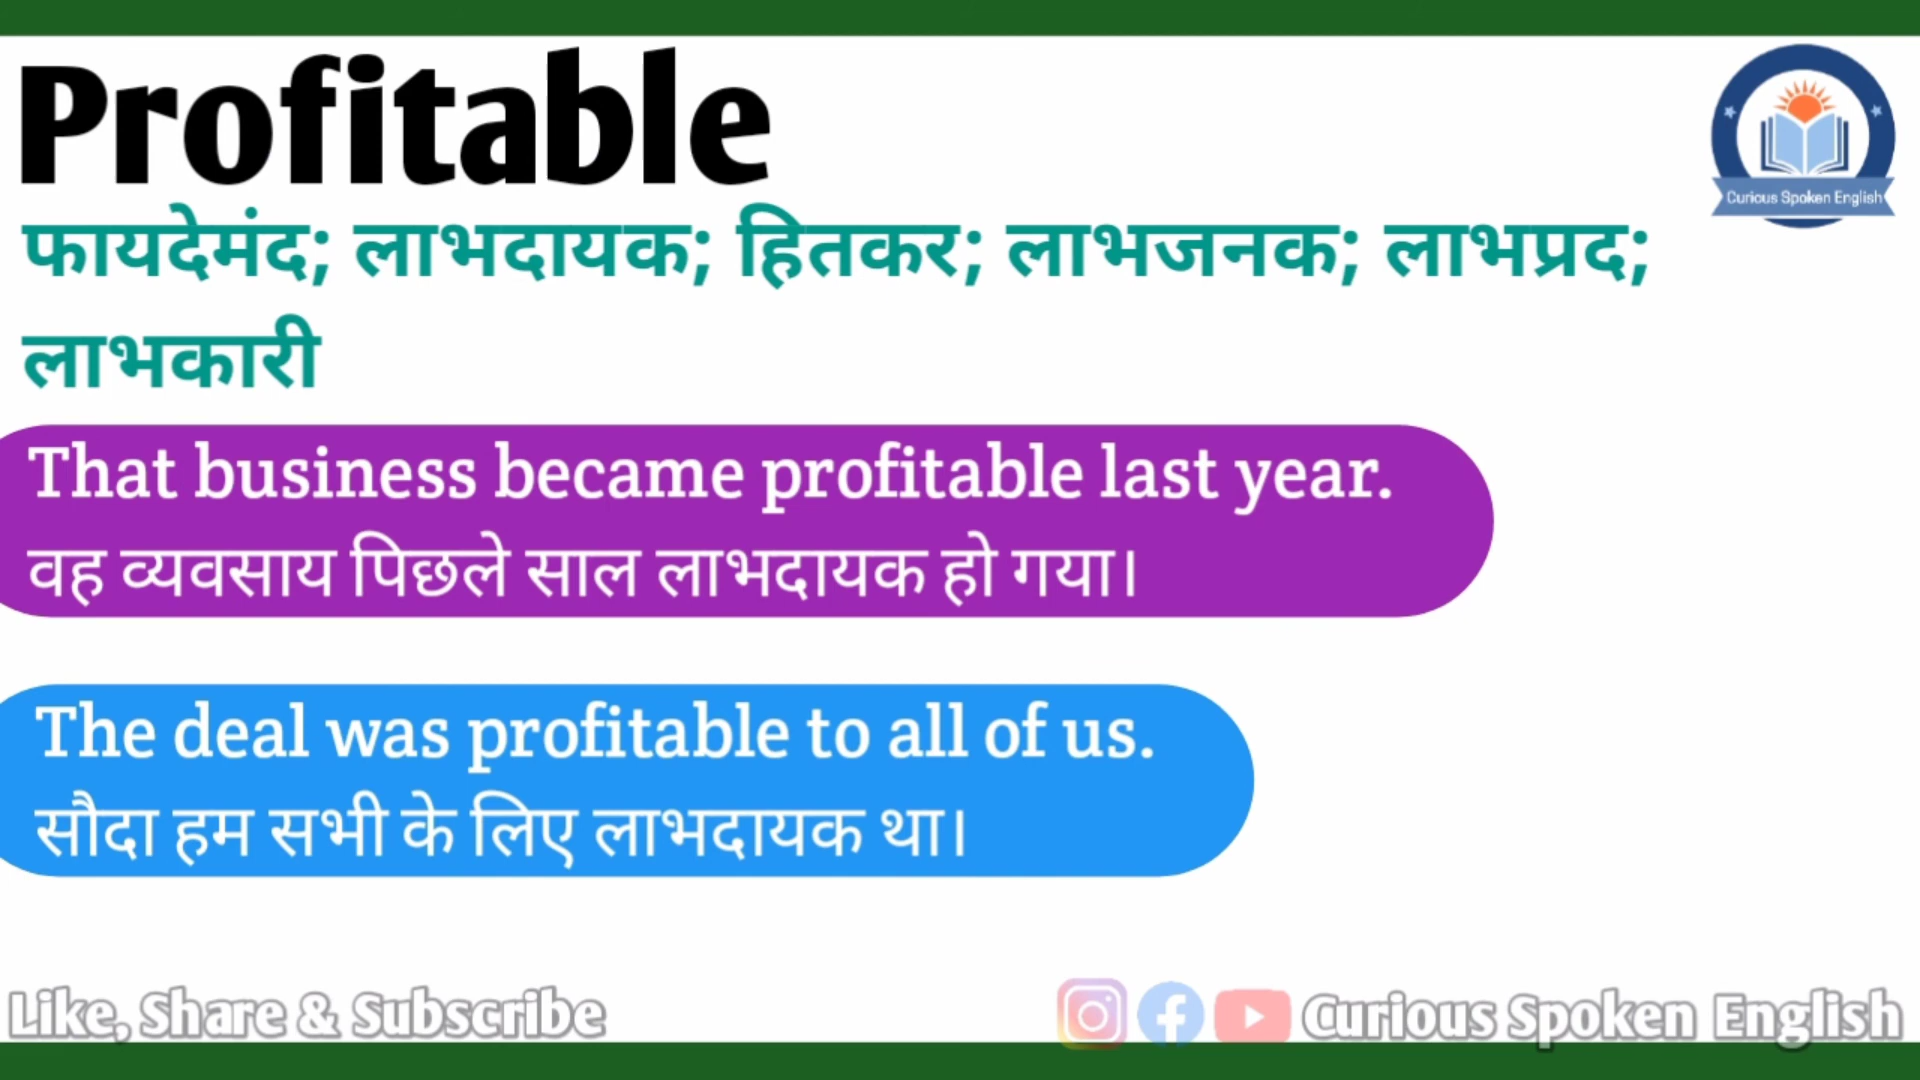 Profitable
Curious Spoken English
फायदेमंद; लाभदायक; हितकर; लाभजनक; लाभप्रद;
लाभकारी
That business became profitable last year.
वह व्यवसाय पिछले साल लाभदायक हो गया।
The deal was profitable to all of us.
सौदा हम सभी के लिए लाभदायक था।
Like, Share & Subscribe
Curious Spoken English